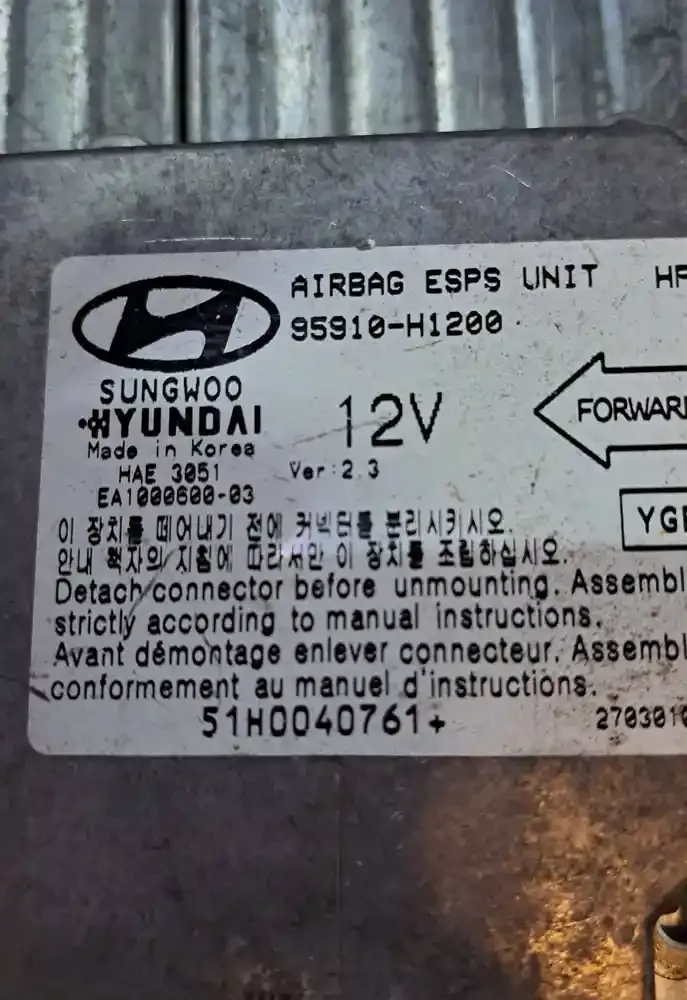 AIRBAG ESPS UNIT HP
95910-H1200
SUNGWOO
HYUNDAI
12V
FORWAR
Made in Korea
HAE 3051
Ver:2.3
EA1000600-03
이 장치를 떼어내기 전에 커넥터를 분리시키시오.
안내 책자의 지침에 따라서만 이 장치를 조립하십시오.
YG
Detach connector before unmounting. Assembl
strictly according to manual instructions.
Avant démontage enlever connecteur. Assembl
conformement au manuel d'instructions.
51H0040761+
2703010